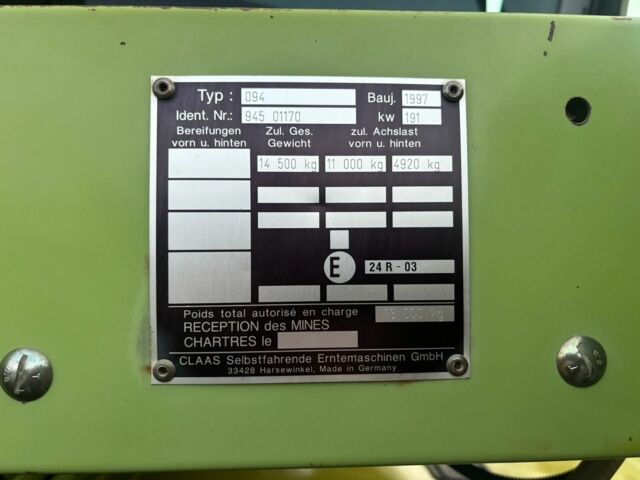 Typ : 094 Bauj. 1997
Ident. Nr.: 945 01170 kw 191
Bereifungen Zul. Ges. zul. Achslast
vorn u. hinten Gewicht vorn u. hinten
14 500 kg 11 000 kg 4920 kg
E 24 R - 03
Poids total autorisé en charge kg
RECEPTION des MINES
CHARTRES le
CLAAS Selbstfahrende Erntemaschinen GmbH
33428 Harsewinkel, Made in Germany